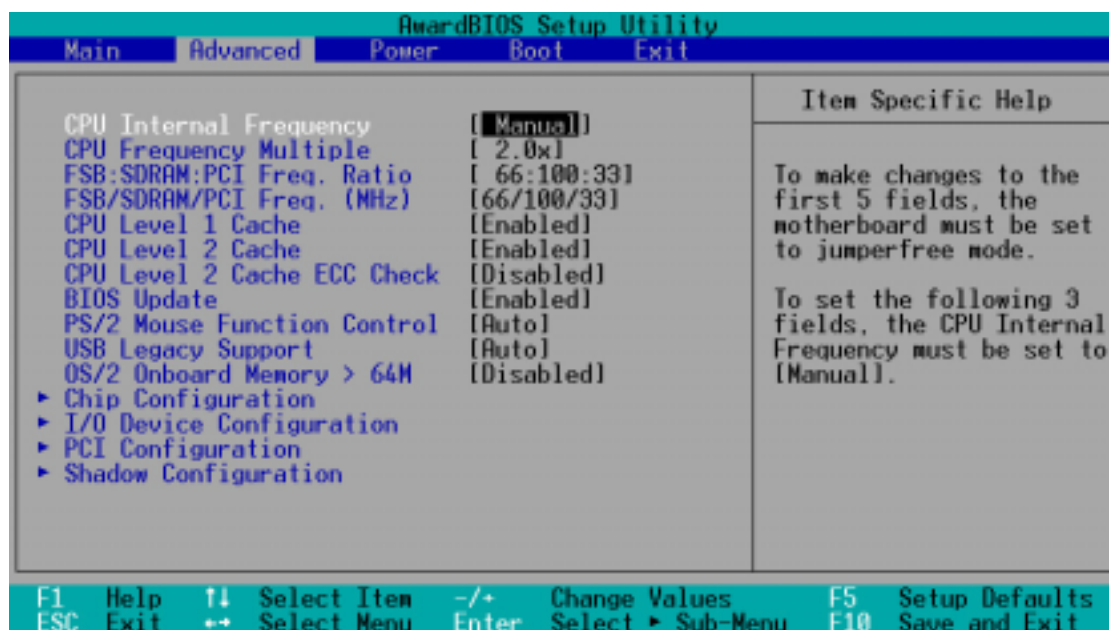 AwardBIOS Setup Utility
Main Advanced Power Boot Exit
CPU Internal Frequency [ Manual]
CPU Frequency Multiple [ 2.0x]
FSB:SDRAM:PCI Freq. Ratio [ 66:100:33]
FSB/SDRAM/PCI Freq. (MHz) [66/100/33]
CPU Level 1 Cache [Enabled]
CPU Level 2 Cache [Enabled]
CPU Level 2 Cache ECC Check [Disabled]
BIOS Update [Enabled]
PS/2 Mouse Function Control [Auto]
USB Legacy Support [Auto]
OS/2 Onboard Memory > 64M [Disabled]
▸ Chip Configuration
▸ I/O Device Configuration
▸ PCI Configuration
▸ Shadow Configuration
Item Specific Help
To make changes to the
first 5 fields, the
motherboard must be set
to jumperfree mode.
To set the following 3
fields, the CPU Internal
Frequency must be set to
[Manual].
F1 Help ↑↓ Select Item -/+ Change Values F5 Setup Defaults
ESC Exit ←→ Select Menu Enter Select ▸ Sub-Menu F10 Save and Exit